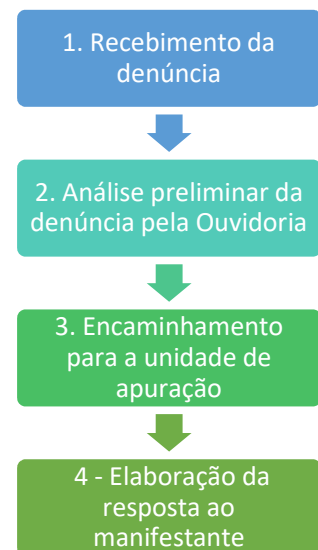 1. Recebimento da
denúncia
2. Análise preliminar da
denúncia pela Ouvidoria
3. Encaminhamento
para a unidade de
apuração
4 - Elaboração da
resposta ao
manifestante